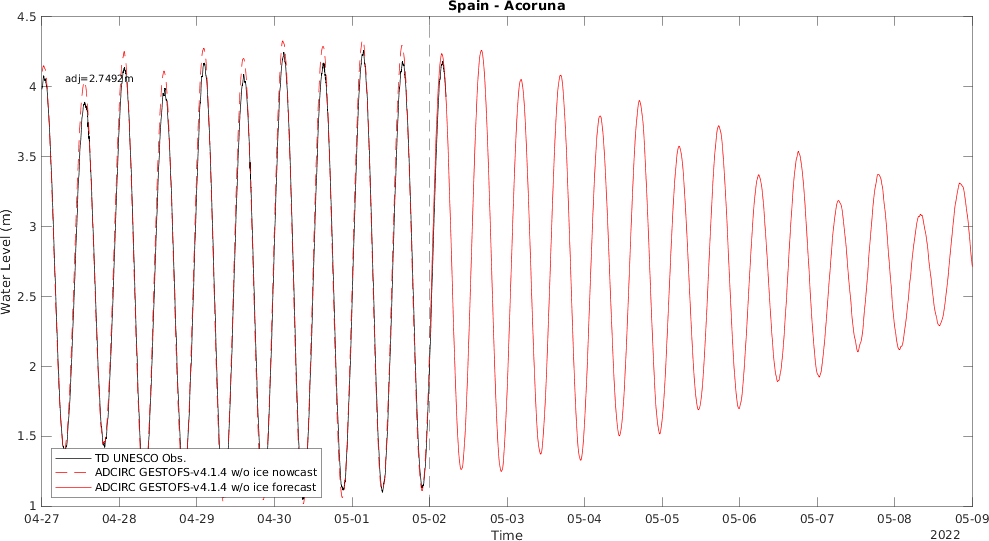 Spain - Acoruna
4.5
4
3.5
3
2.5
2
1.5
1
Water Level (m)
adj=2.7492m
TD UNESCO Obs.
ADCIRC GESTOFS-v4.1.4 w/o ice nowcast
ADCIRC GESTOFS-v4.1.4 w/o ice forecast
04-27 04-28 04-29 04-30 05-01 05-02 05-03 05-04 05-05 05-06 05-07 05-08 05-09
Time
2022